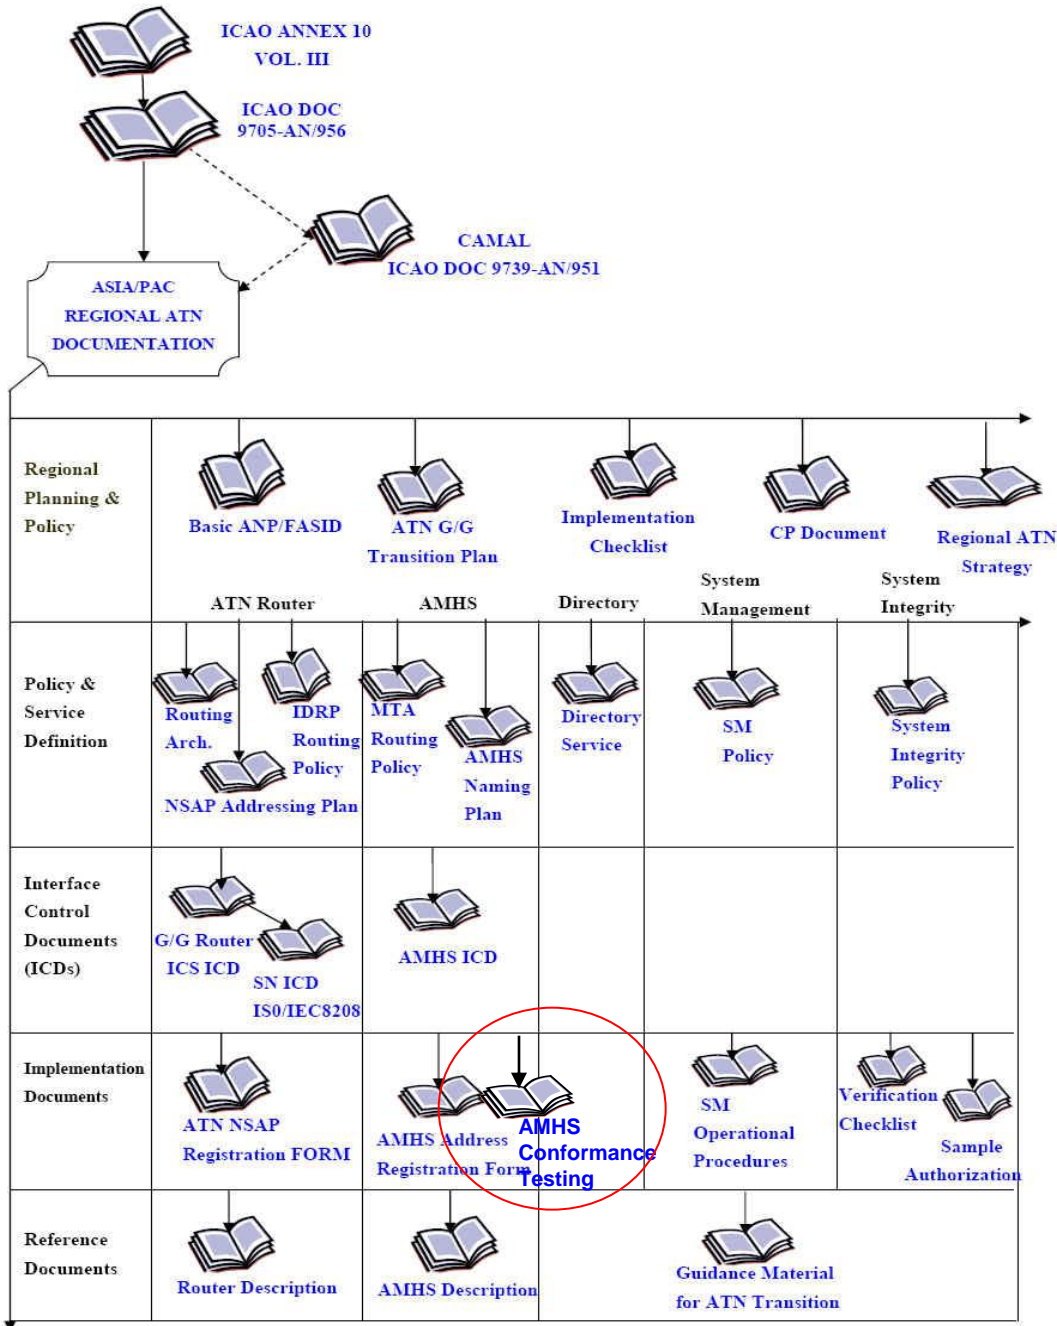 ICAO ANNEX 10
VOL. III
ICAO DOC
9705-AN/956
CAMAL
ICAO DOC 9739-AN/951
ASIA/PAC
REGIONAL ATN
DOCUMENTATION
Regional
Planning &
Policy
Basic ANP/FASID
ATN G/G
Transition Plan
Implementation
Checklist
CP Document
Regional ATN
Strategy
ATN Router
AMHS
Directory
System
Management
System
Integrity
Policy &
Service
Definition
Routing
Arch.
NSAP Addressing Plan
IDRP
Routing
Policy
MTA
Routing
Policy
AMHS
Naming
Plan
Directory
Service
SM
Policy
System
Integrity
Policy
Interface
Control
Documents
(ICDs)
G/G Router
ICS ICD
SN ICD
IS0/IEC8208
AMHS ICD
Implementation
Documents
ATN NSAP
Registration FORM
AMHS Address
Registration Form
AMHS
Conformance
Testing
SM
Operational
Procedures
Verification
Checklist
Sample
Authorization
Reference
Documents
Router Description
AMHS Description
Guidance Material
for ATN Transition